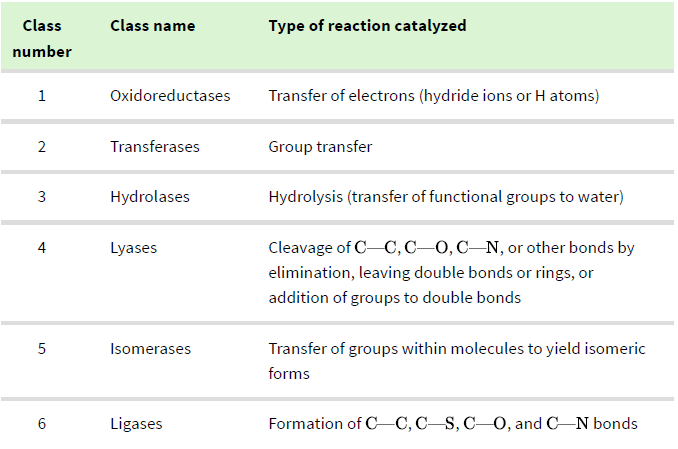 Class number Class name Type of reaction catalyzed
1 Oxidoreductases Transfer of electrons (hydride ions or H atoms)
2 Transferases Group transfer
3 Hydrolases Hydrolysis (transfer of functional groups to water)
4 Lyases Cleavage of C—C, C—O, C—N, or other bonds by
elimination, leaving double bonds or rings, or
addition of groups to double bonds
5 Isomerases Transfer of groups within molecules to yield isomeric
forms
6 Ligases Formation of C—C, C—S, C—O, and C—N bonds